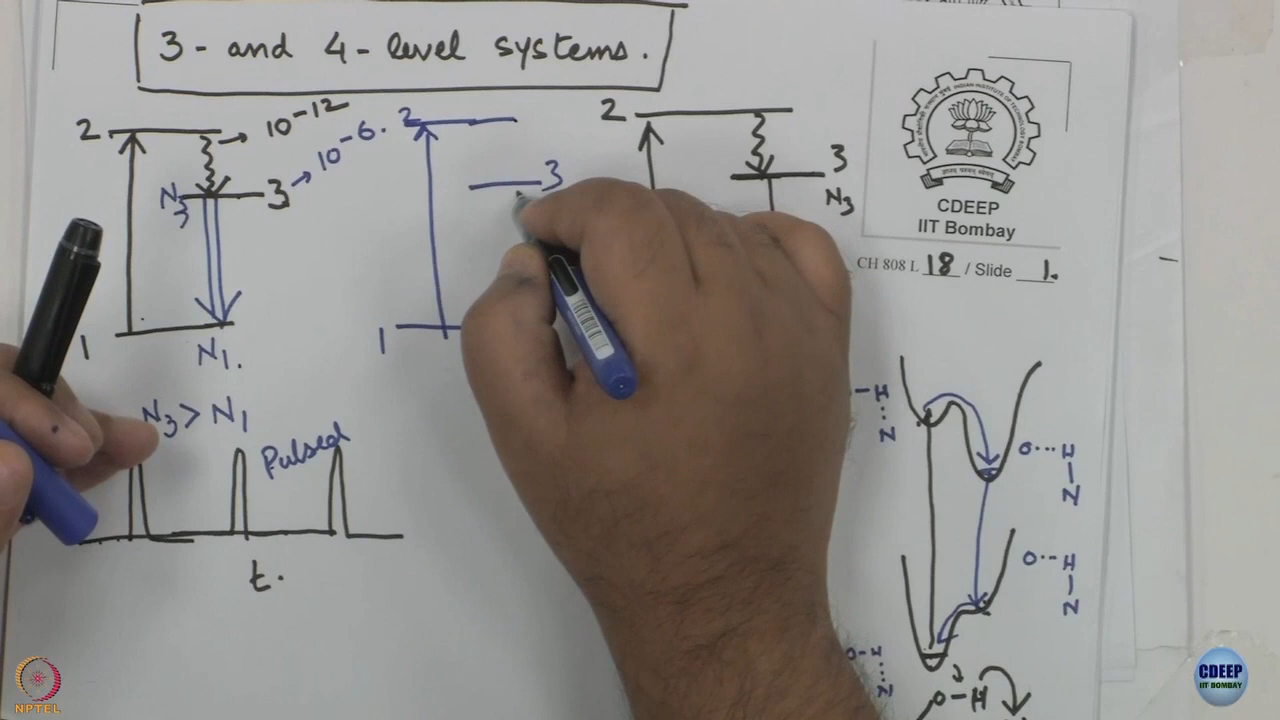 3- and 4-level systems.
2
10-12
10-6.
3
N3
1
N1.
N3 > N1
Pulsed
t.
2
3
1
2
3
N3
CDEEP
IIT Bombay
CH 808 L 18 / Slide 1.
-H
N
O---H
N
O---H
N
O-H
N
O-H
NPTEL
CDEEP
IIT BOMBAY